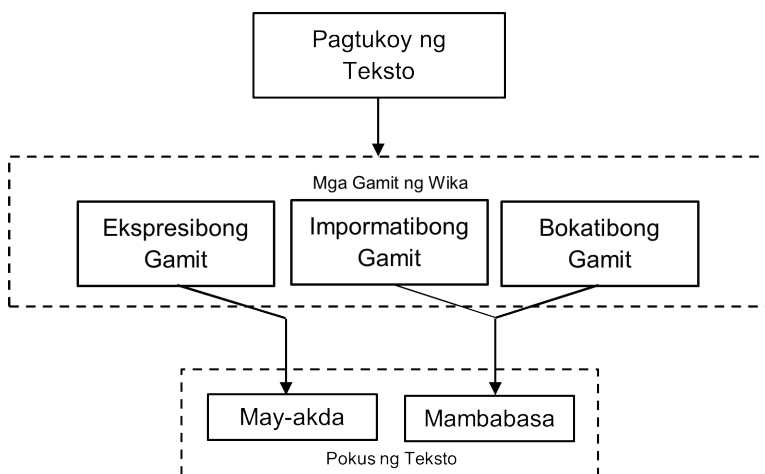 Pagtukoy ng
Teksto
Mga Gamit ng Wika
Ekspresibong
Gamit
Impormatibong
Gamit
Bokatibong
Gamit
May-akda
Mambabasa
Pokus ng Teksto